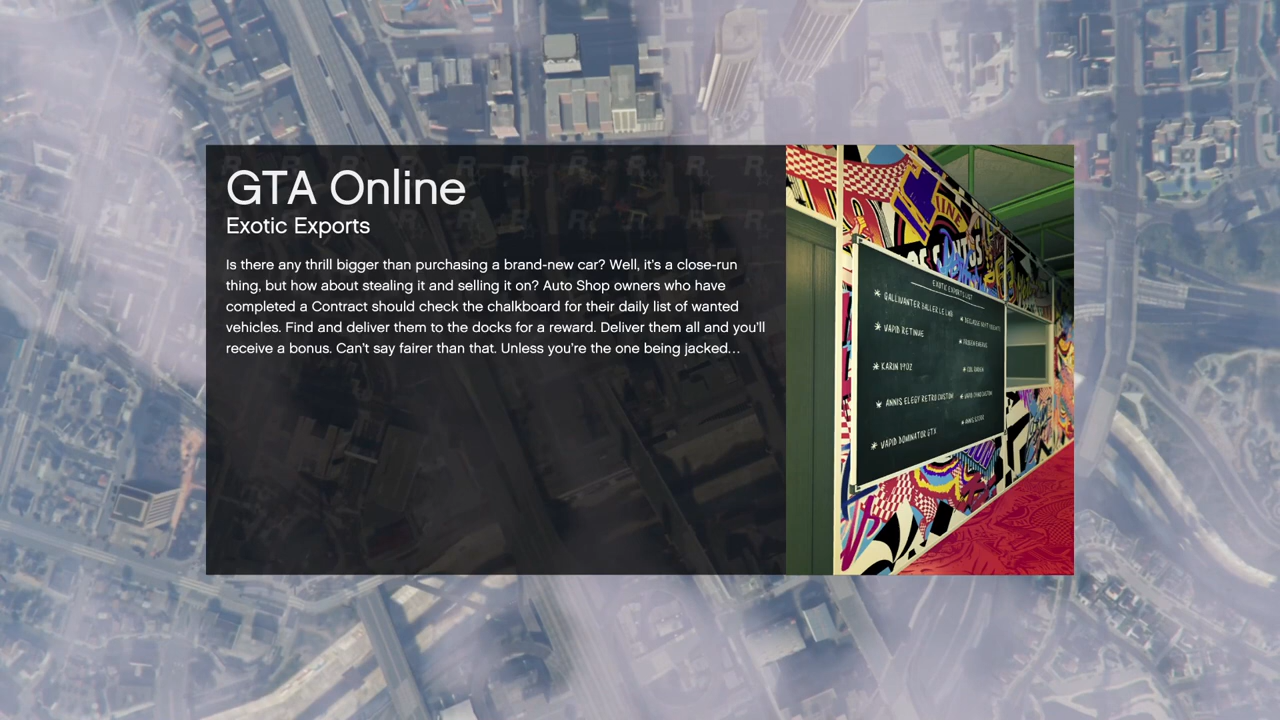 GTA Online
Exotic Exports
Is there any thrill bigger than purchasing a brand-new car? Well, it's a close-run
thing, but how about stealing it and selling it on? Auto Shop owners who have
completed a Contract should check the chalkboard for their daily list of wanted
vehicles. Find and deliver them to the docks for a reward. Deliver them all and you'll
receive a bonus. Can't say fairer than that. Unless you're the one being jacked…
EXOTIC EXPORTS LIST
GALLIVANTER BALLER LE LWB
VAPID RETINUE
KARIN 190Z
ANNIS ELEGY RETRO CUSTOM
VAPID DOMINATOR GTX